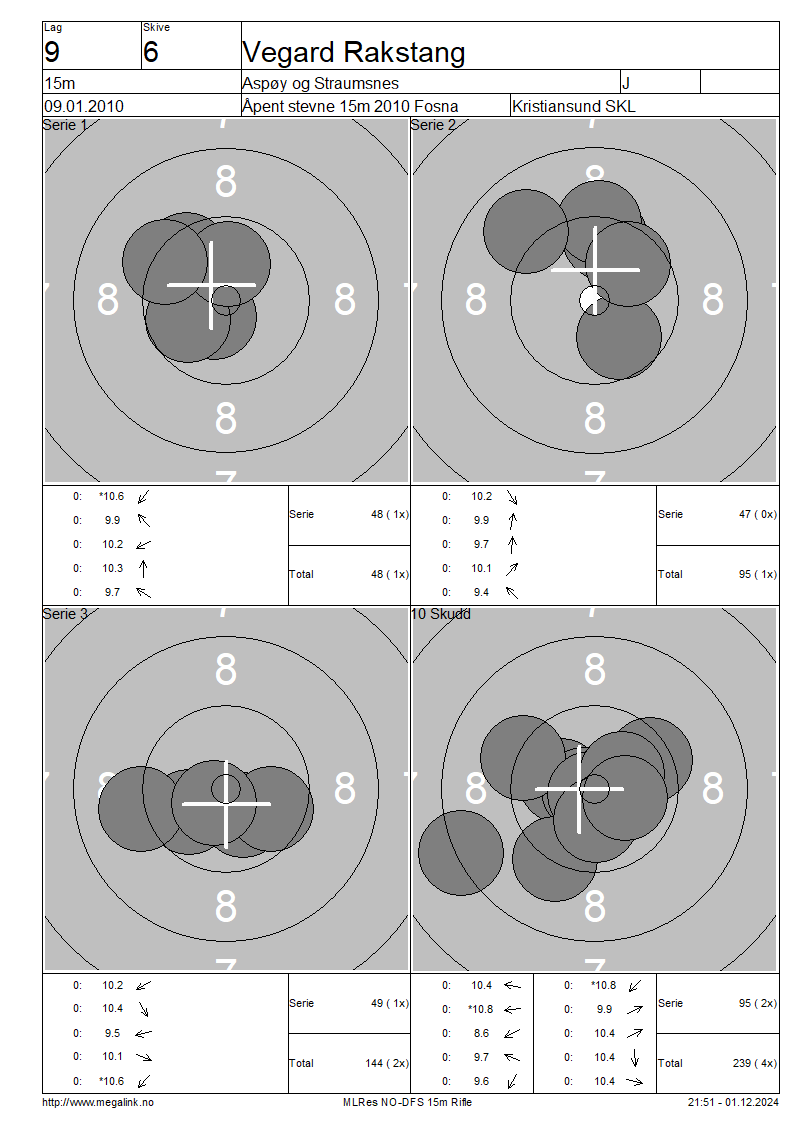 Lag Skive
9 6 Vegard Rakstang
15m Aspøy og Straumsnes J
09.01.2010 Åpent stevne 15m 2010 Fosna Kristiansund SKL
Serie 1
7
8
7 8 8
8
7
Serie 2
7
8
8 8 7
8
7
0: *10.6
0: 9.9
0: 10.2
0: 10.3
0: 9.7
Serie 48 ( 1x)
Total 48 ( 1x)
0: 10.2
0: 9.9
0: 9.7
0: 10.1
0: 9.4
Serie 47 ( 0x)
Total 95 ( 1x)
Serie 3
7
8
7 8 8
8
7
10 Skudd
7
8
8 8 7
8
7
0: 10.2
0: 10.4
0: 9.5
0: 10.1
0: *10.6
Serie 49 ( 1x)
Total 144 ( 2x)
0: 10.4 0: *10.8
0: *10.8 0: 9.9
0: 8.6 0: 10.4
0: 9.7 0: 10.4
0: 9.6 0: 10.4
Serie 95 ( 2x)
Total 239 ( 4x)
http://www.megalink.no MLRes NO-DFS 15m Rifle 21:51 - 01.12.2024